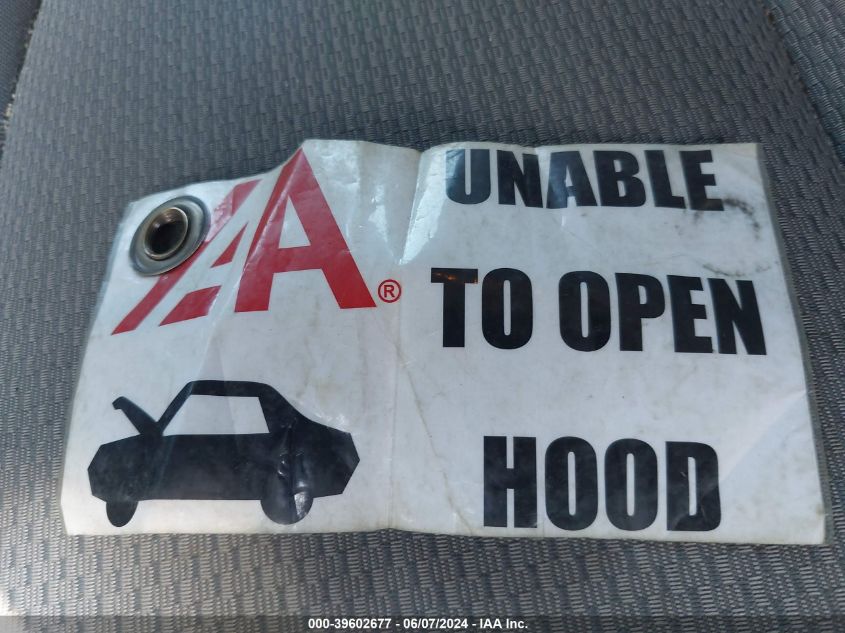 IAA®
UNABLE
TO OPEN
HOOD
000-39602677 - 06/07/2024 - IAA Inc.